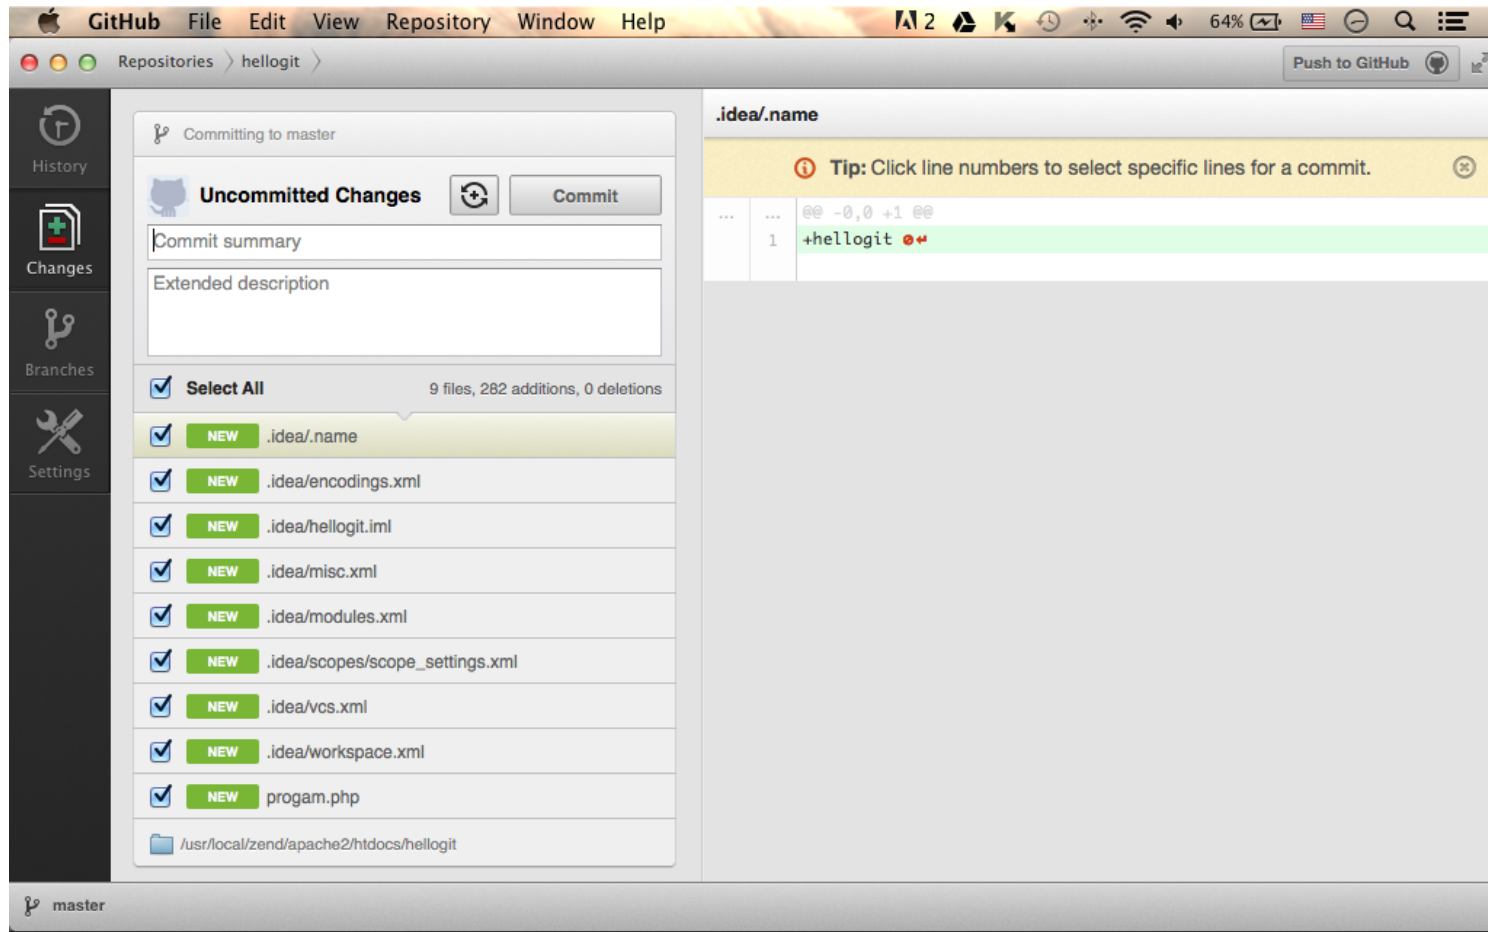 GitHub File Edit View Repository Window Help 2 64%
Repositories hellogit Push to GitHub
History
Changes
Branches
Settings
Committing to master
Uncommitted Changes Commit
Commit summary
Extended description
Select All 9 files, 282 additions, 0 deletions
NEW .idea/.name
NEW .idea/encodings.xml
NEW .idea/hellogit.iml
NEW .idea/misc.xml
NEW .idea/modules.xml
NEW .idea/scopes/scope_settings.xml
NEW .idea/vcs.xml
NEW .idea/workspace.xml
NEW progam.php
/usr/local/zend/apache2/htdocs/hellogit
.idea/.name
Tip: Click line numbers to select specific lines for a commit.
... ... @@ -0,0 +1 @@
1 +hellogit
master